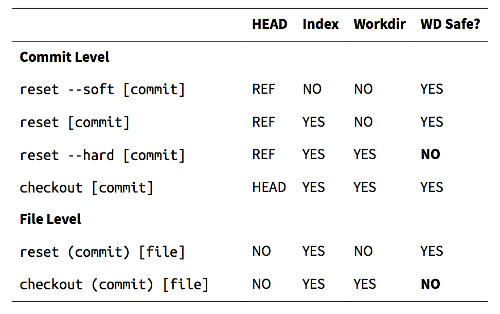 HEAD Index Workdir WD Safe?
Commit Level
reset --soft [commit] REF NO NO YES
reset [commit] REF YES NO YES
reset --hard [commit] REF YES YES NO
checkout [commit] HEAD YES YES YES
File Level
reset (commit) [file] NO YES NO YES
checkout (commit) [file] NO YES YES NO